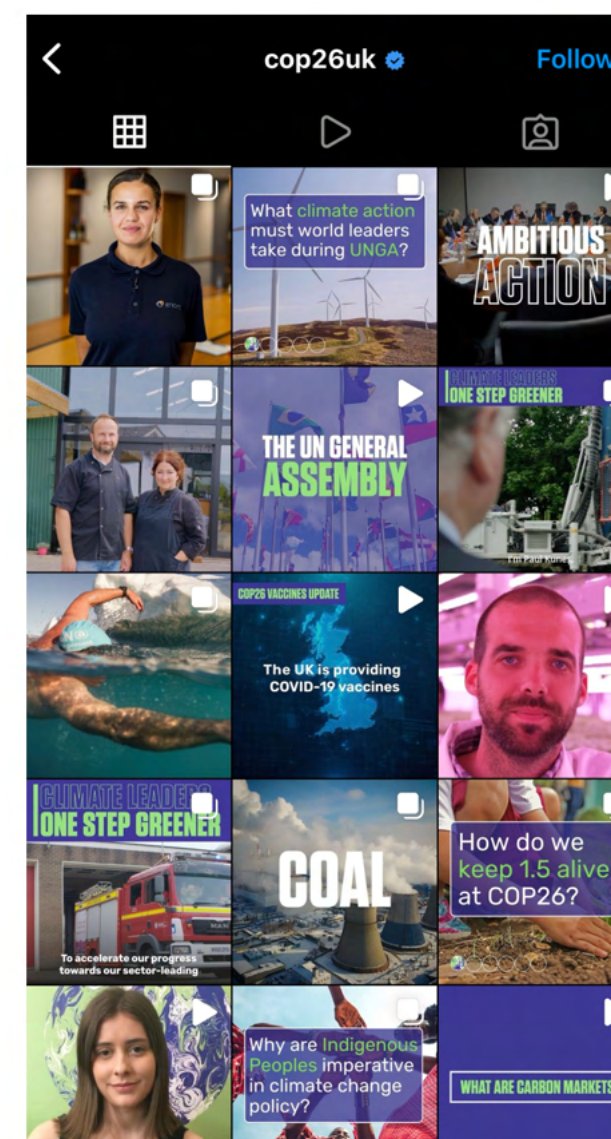 cop26uk
Follow
What climate action
must world leaders
take during UNGA?
AMBITIOUS
ACTION
THE UN GENERAL
ASSEMBLY
CLIMATE LEADERS
ONE STEP GREENER
COP26 VACCINES UPDATE
The UK is providing
COVID-19 vaccines
CLIMATE LEADERS
ONE STEP GREENER
To accelerate our progress
towards our sector-leading
COAL
How do we
keep 1.5 alive
at COP26?
Why are Indigenous
Peoples imperative
in climate change
policy?
WHAT ARE CARBON MARKETS